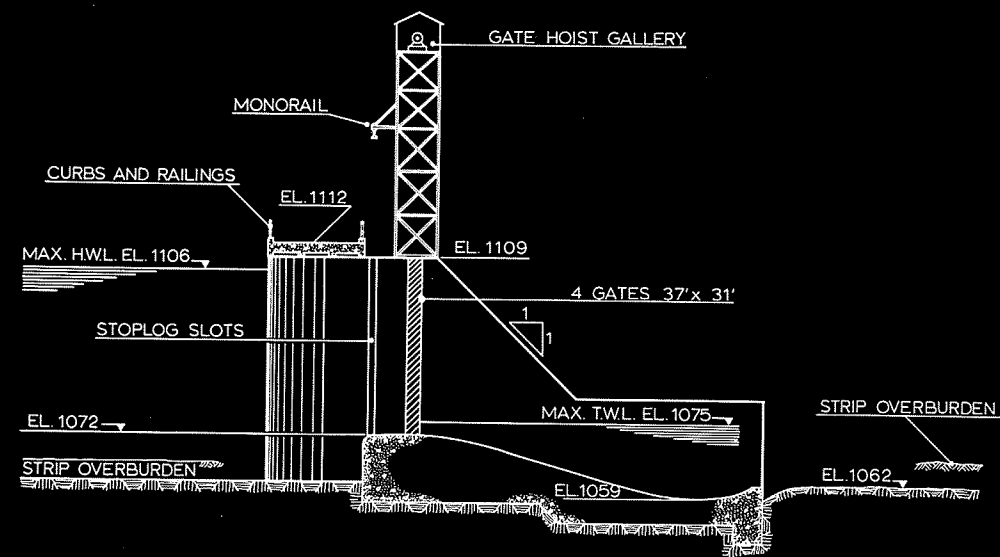 GATE HOIST GALLERY
MONORAIL
CURBS AND RAILINGS
EL. 1112
MAX. H.W.L. EL. 1106
EL. 1109
4 GATES 37' x 31'
1
1
STOPLOG SLOTS
MAX. T.W.L. EL. 1075
STRIP OVERBURDEN
EL. 1072
STRIP OVERBURDEN
EL. 1062
EL. 1059